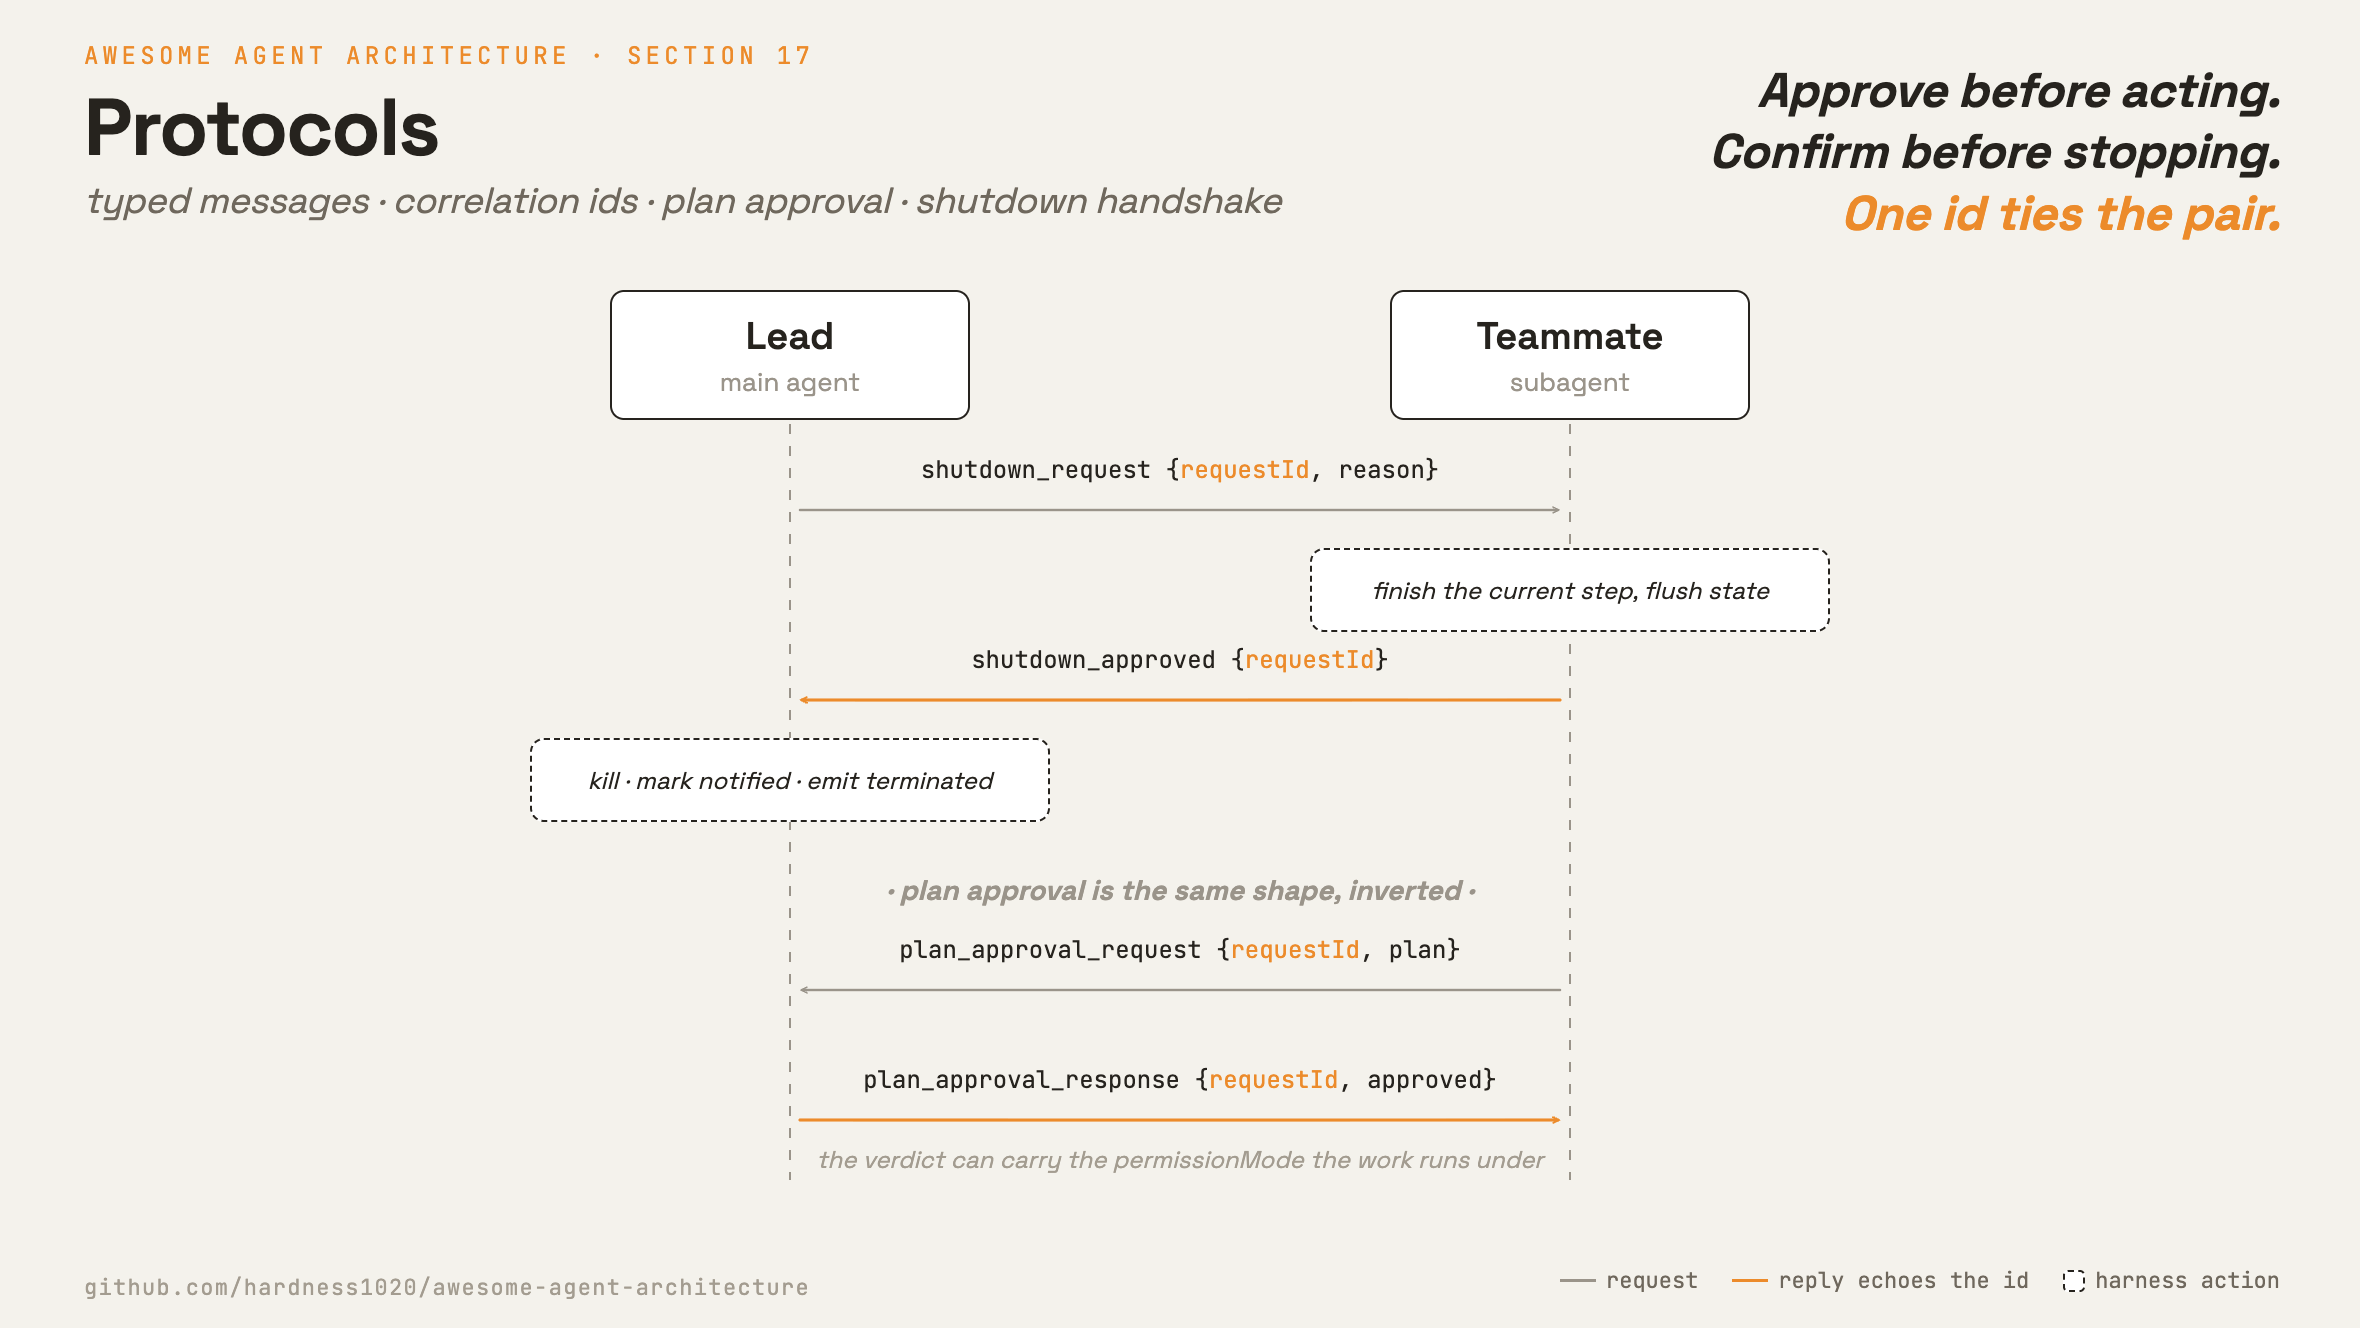 AWESOME AGENT ARCHITECTURE · SECTION 17
Protocols
typed messages · correlation ids · plan approval · shutdown handshake
Approve before acting.
Confirm before stopping.
One id ties the pair.
Lead
main agent
Teammate
subagent
shutdown_request {requestId, reason}
finish the current step, flush state
shutdown_approved {requestId}
kill · mark notified · emit terminated
· plan approval is the same shape, inverted ·
plan_approval_request {requestId, plan}
plan_approval_response {requestId, approved}
the verdict can carry the permissionMode the work runs under
github.com/hardness1020/awesome-agent-architecture
request
reply echoes the id
harness action